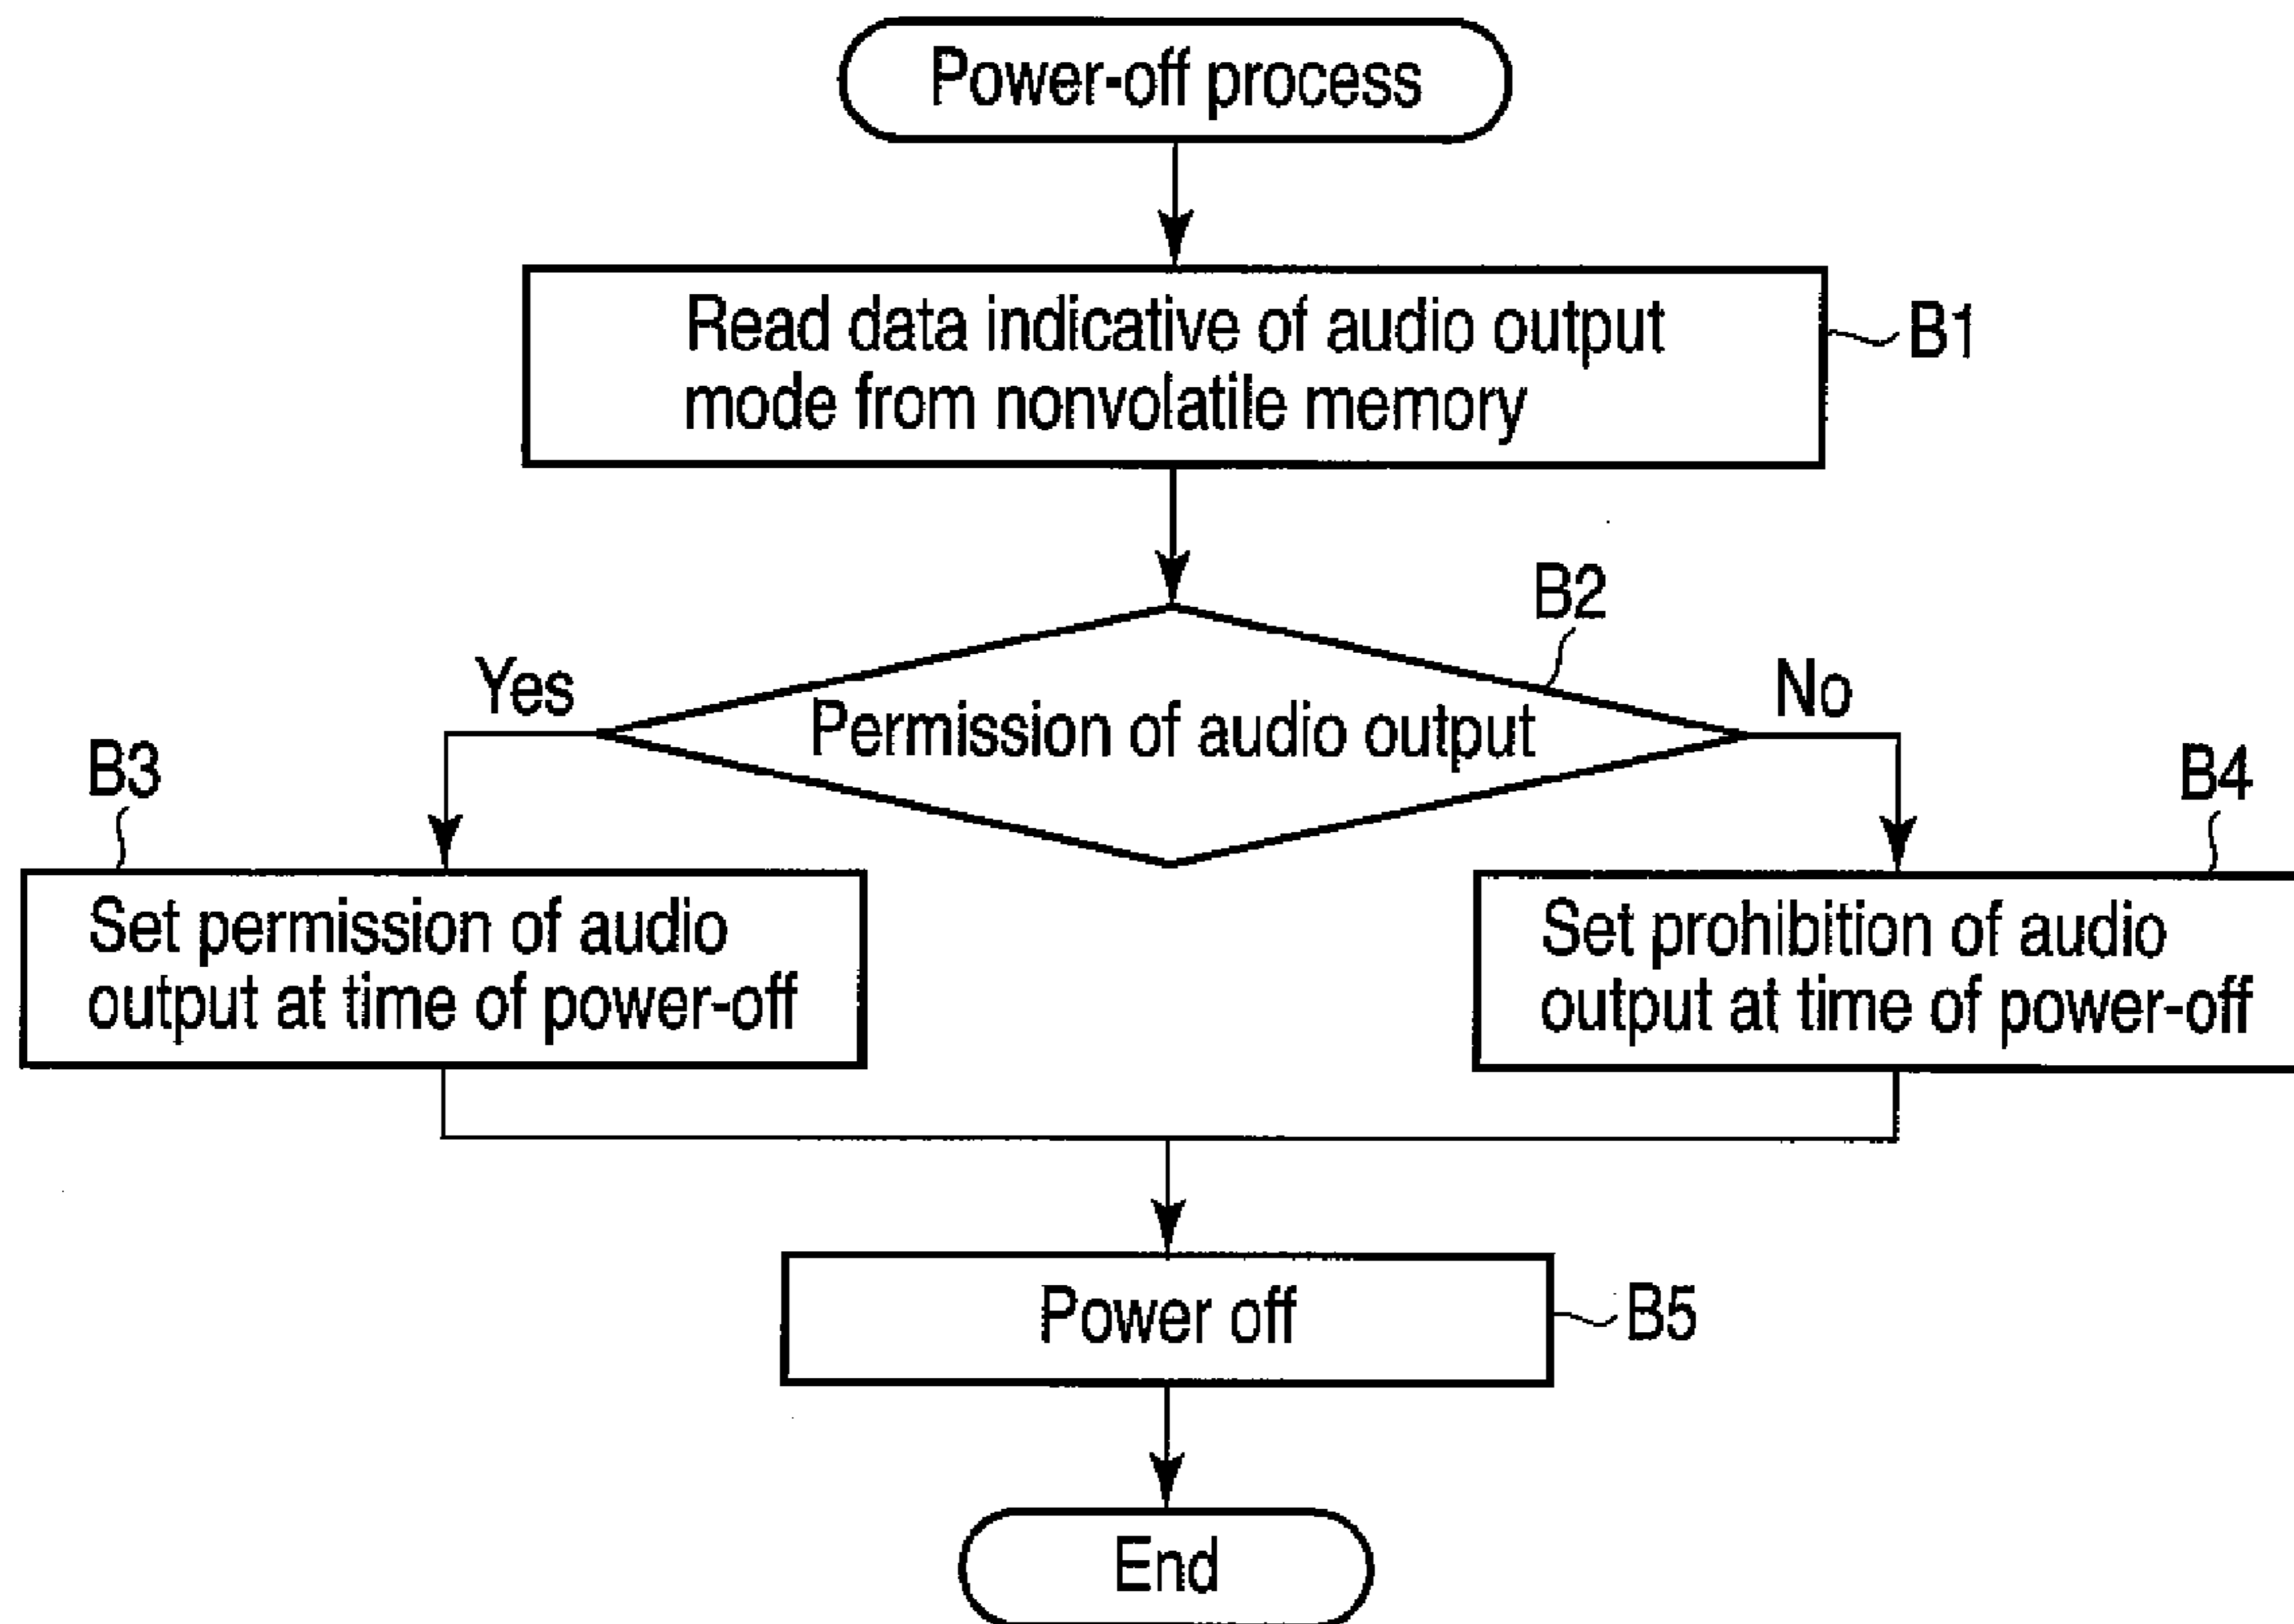 Power-off process
Read data indicative of audio output
mode from nonvolatile memory
B1
B2
Permission of audio output
Yes
No
B3
B4
Set permission of audio
output at time of power-off
Set prohibition of audio
output at time of power-off
Power off
B5
End